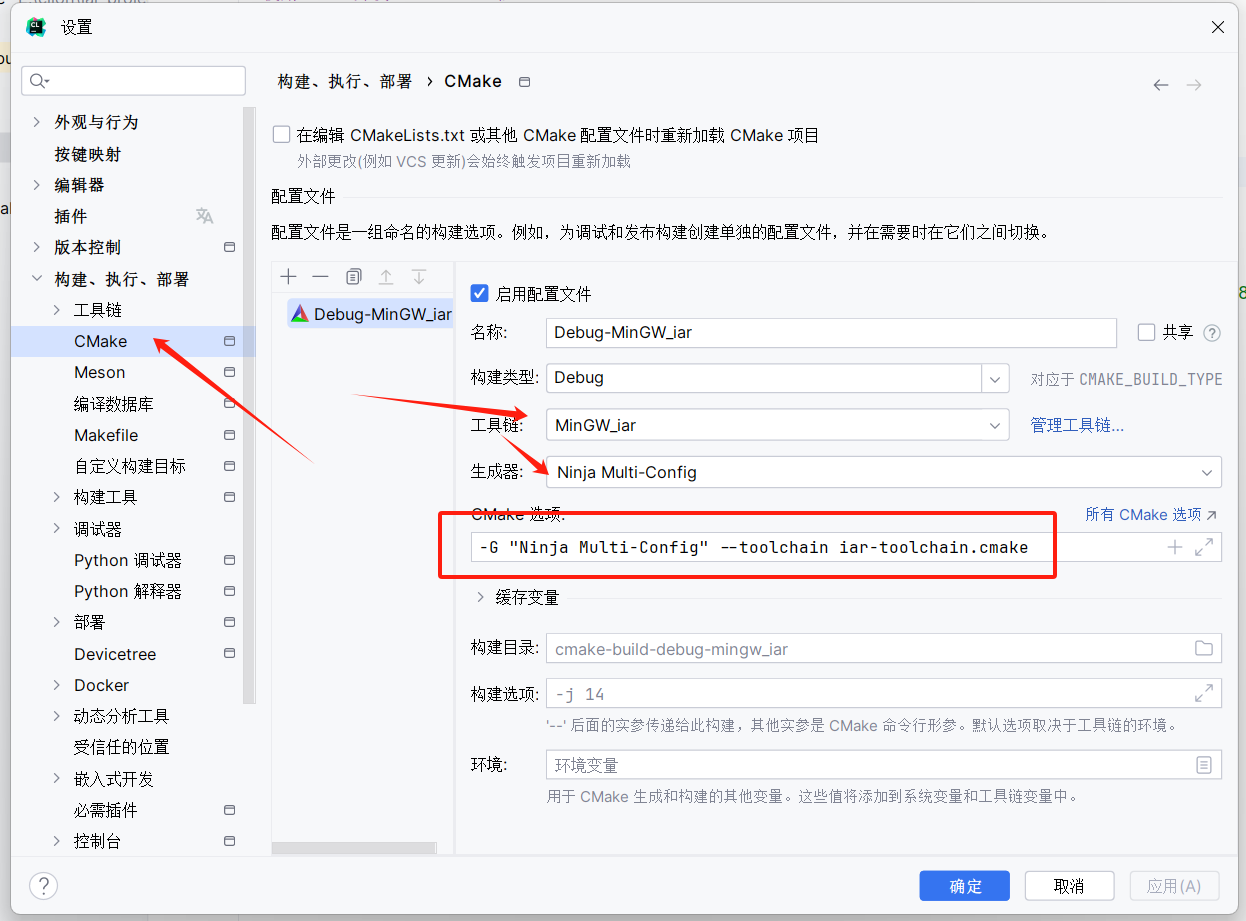 设置
构建、执行、部署 › CMake
外观与行为
按键映射
编辑器
插件
版本控制
构建、执行、部署
工具链
CMake
Meson
编译数据库
Makefile
自定义构建目标
构建工具
调试器
Python 调试器
Python 解释器
部署
Devicetree
Docker
动态分析工具
受信任的位置
嵌入式开发
必需插件
控制台
在编辑 CMakeLists.txt 或其他 CMake 配置文件时重新加载 CMake 项目
外部更改(例如 VCS 更新)会始终触发项目重新加载
配置文件
配置文件是一组命名的构建选项。例如，为调试和发布构建创建单独的配置文件，并在需要时在它们之间切换。
Debug-MinGW_iar
启用配置文件
名称: Debug-MinGW_iar 共享 ?
构建类型: Debug 对应于 CMAKE_BUILD_TYPE
工具链: MinGW_iar 管理工具链...
生成器: Ninja Multi-Config
CMake 选项: 所有 CMake 选项
-G "Ninja Multi-Config" --toolchain iar-toolchain.cmake
缓存变量
构建目录: cmake-build-debug-mingw_iar
构建选项: -j 14
'--' 后面的实参传递给此构建，其他实参是 CMake 命令行形参。默认选项取决于工具链的环境。
环境: 环境变量
用于 CMake 生成和构建的其他变量。这些值将添加到系统变量和工具链变量中。
? 确定 取消 应用(A)